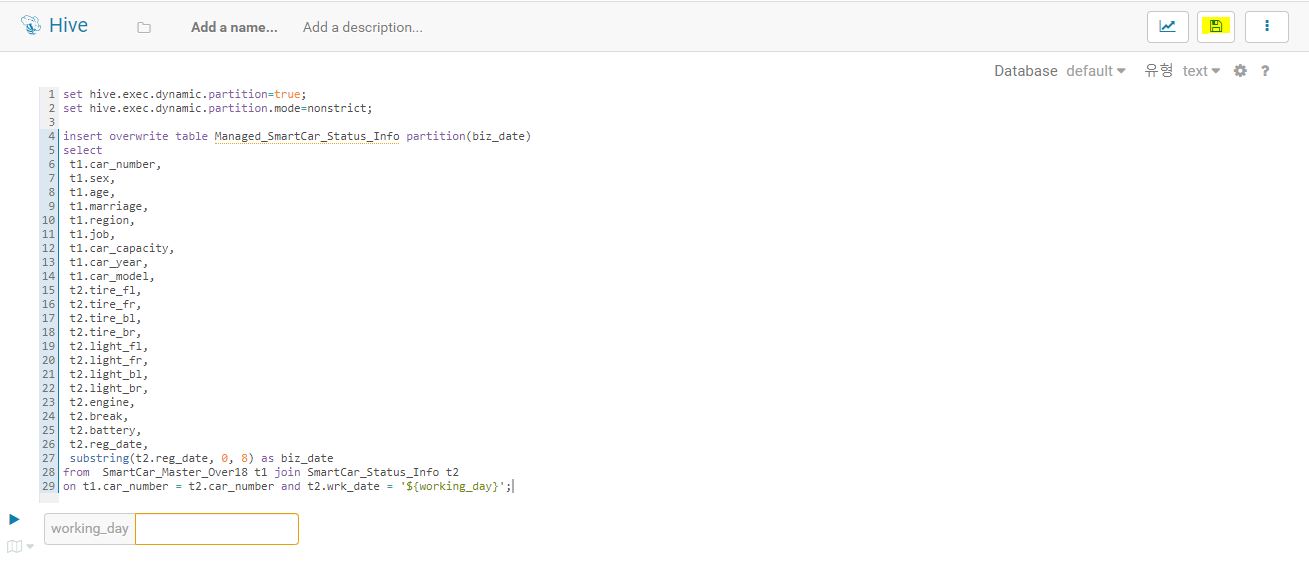 Hive Add a name... Add a description...
Database default 유형 text ?
1 set hive.exec.dynamic.partition=true;
2 set hive.exec.dynamic.partition.mode=nonstrict;
3
4 insert overwrite table Managed_SmartCar_Status_Info partition(biz_date)
5 select
6 t1.car_number,
7 t1.sex,
8 t1.age,
9 t1.marriage,
10 t1.region,
11 t1.job,
12 t1.car_capacity,
13 t1.car_year,
14 t1.car_model,
15 t2.tire_fl,
16 t2.tire_fr,
17 t2.tire_bl,
18 t2.tire_br,
19 t2.light_fl,
20 t2.light_fr,
21 t2.light_bl,
22 t2.light_br,
23 t2.engine,
24 t2.break,
25 t2.battery,
26 t2.reg_date,
27 substring(t2.reg_date, 0, 8) as biz_date
28 from  SmartCar_Master_Over18 t1 join SmartCar_Status_Info t2
29 on t1.car_number = t2.car_number and t2.wrk_date = '${working_day}';
working_day